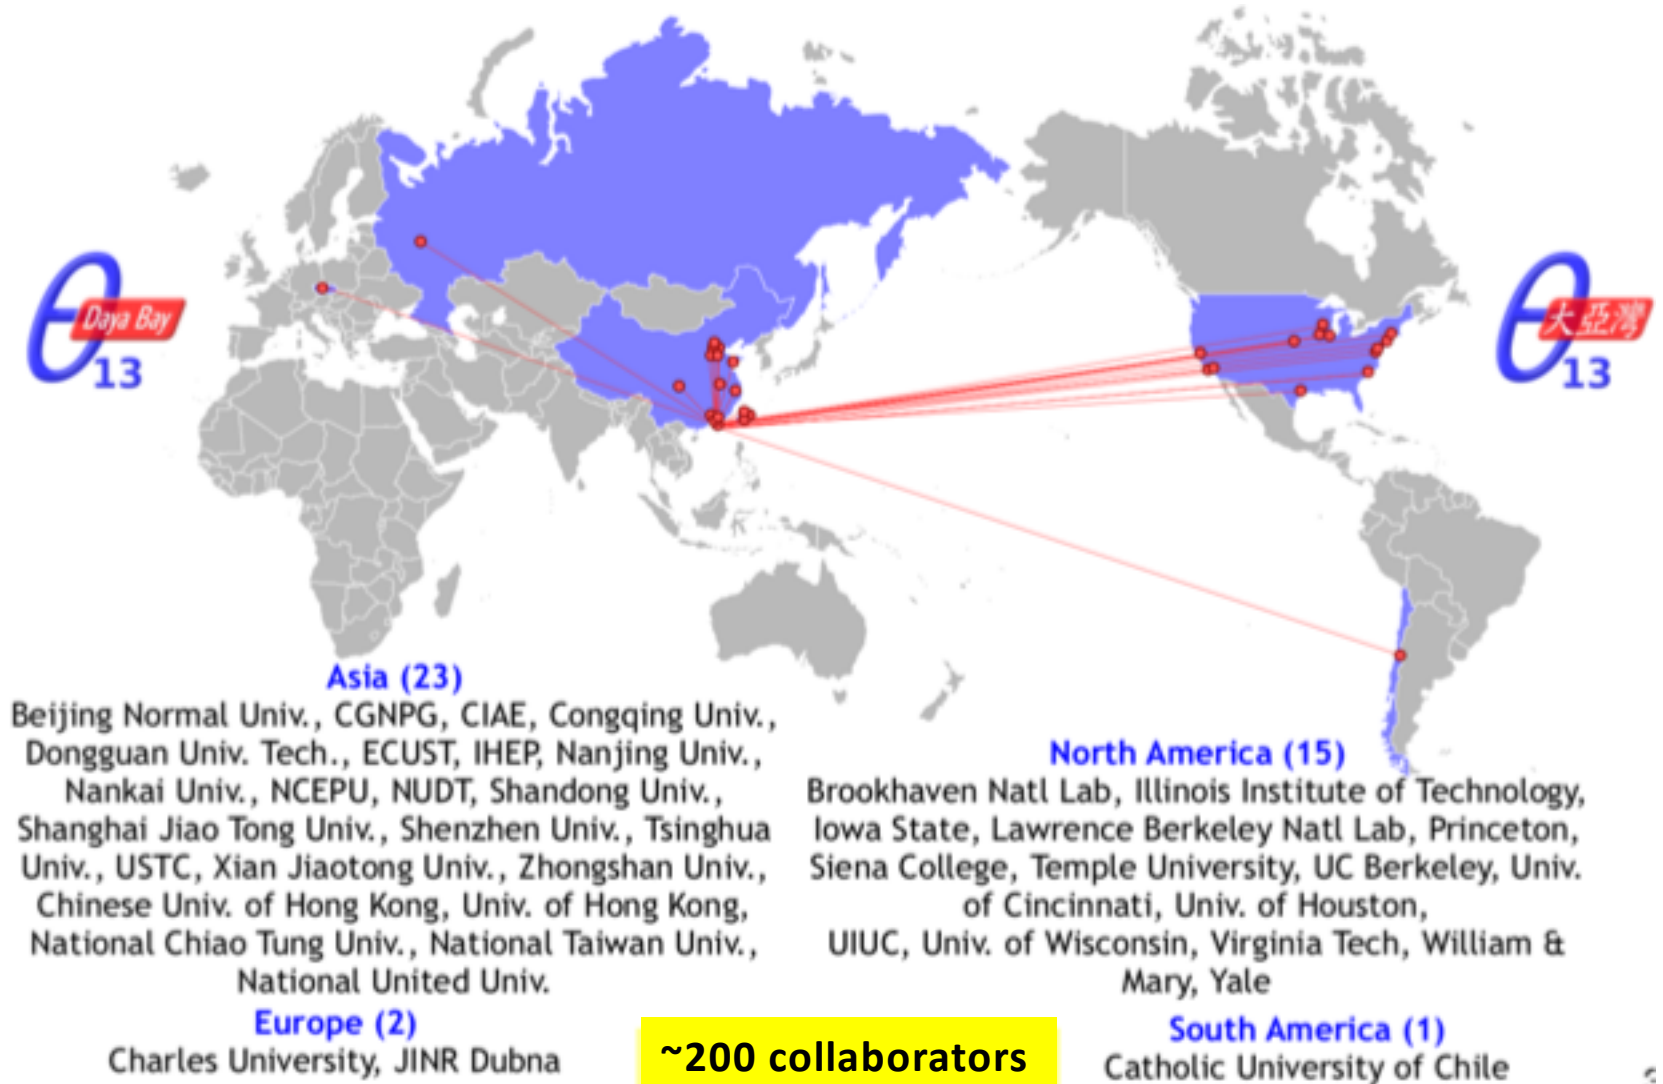 θ
Daya Bay
13
θ
大亞灣
13
Asia (23)
Beijing Normal Univ., CGNPG, CIAE, Congqing Univ.,
Dongguan Univ. Tech., ECUST, IHEP, Nanjing Univ.,
Nankai Univ., NCEPU, NUDT, Shandong Univ.,
Shanghai Jiao Tong Univ., Shenzhen Univ., Tsinghua
Univ., USTC, Xian Jiaotong Univ., Zhongshan Univ.,
Chinese Univ. of Hong Kong, Univ. of Hong Kong,
National Chiao Tung Univ., National Taiwan Univ.,
National United Univ.
Europe (2)
Charles University, JINR Dubna
~200 collaborators
North America (15)
Brookhaven Natl Lab, Illinois Institute of Technology,
Iowa State, Lawrence Berkeley Natl Lab, Princeton,
Siena College, Temple University, UC Berkeley, Univ.
of Cincinnati, Univ. of Houston,
UIUC, Univ. of Wisconsin, Virginia Tech, William &
Mary, Yale
South America (1)
Catholic University of Chile